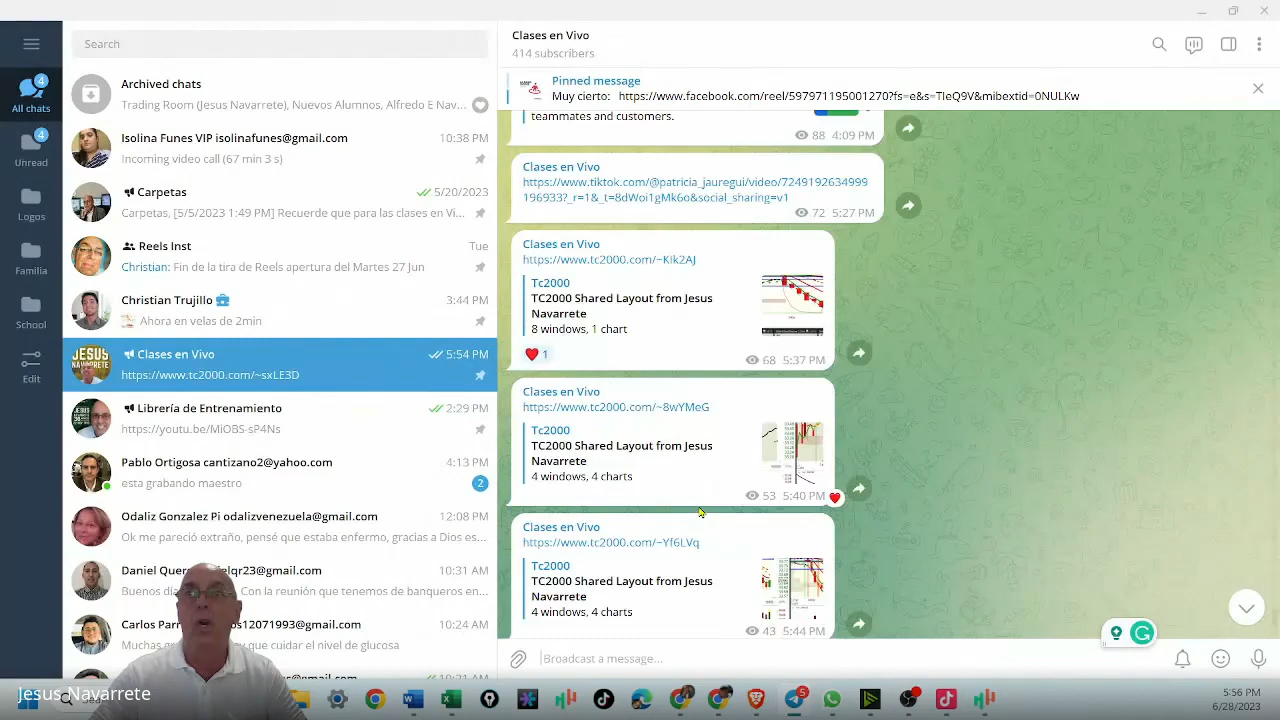 Search
Archived chats
Trading Room (Jesus Navarrete), Nuevos Alumnos, Alfredo E Nav...
Isolina Funes VIP isolinafunes@gmail.com
10:38 PM
Incoming video call (67 min 3 s)
Carpetas
5/20/2023
Carpetas, [5/5/2023 1:49 PM] Recuerde que para las clases en Vi...
Reels Inst
Tue
Christian: Fin de la tira de Reels apertura del Martes 27 Jun
Christian Trujillo
3:44 PM
Ahora en velas de 2min
Clases en Vivo
5:54 PM
https://www.tc2000.com/~sxLE3D
Librería de Entrenamiento
2:29 PM
https://youtu.be/MiOBS-sP4Ns
Pablo Ortigosa cantizano2@yahoo.com
4:13 PM
esta grabando maestro
2
Odaliz Gonzalez Pi odalizvenezuela@gmail.com
12:08 PM
Ok me pareció extraño, pensé que estaba enfermo, gracias a Dios es...
10:31 AM
Buenos
Con la reunión que tenemos de banqueros en...
10:24 AM
que cuidar el nivel de glucosa
4
All chats
4
Unread
Logos
Familia
School
Edit
JESUS
NAVARRETE
Clases en Vivo
414 subscribers
Pinned message
Muy cierto: https://www.facebook.com/reel/597971195001270?fs=e&s=TIeQ9V&mibextid=0NULKw
teammates and customers.
88 4:09 PM
Clases en Vivo
https://www.tiktok.com/@patricia_jauregui/video/7249192634999
196933?_r=1&_t=8dWoi1gMk6o&social_sharing=v1
72 5:27 PM
Clases en Vivo
https://www.tc2000.com/~KIk2AJ
Tc2000
TC2000 Shared Layout from Jesus
Navarrete
8 windows, 1 chart
1
68 5:37 PM
Clases en Vivo
https://www.tc2000.com/~8wYMeG
Tc2000
TC2000 Shared Layout from Jesus
Navarrete
4 windows, 4 charts
53 5:40 PM
Clases en Vivo
https://www.tc2000.com/~Yf6LVq
Tc2000
TC2000 Shared Layout from Jesus
Navarrete
4 windows, 4 charts
43 5:44 PM
Broadcast a message...
Jesus Navarrete
5:56 PM
6/28/2023